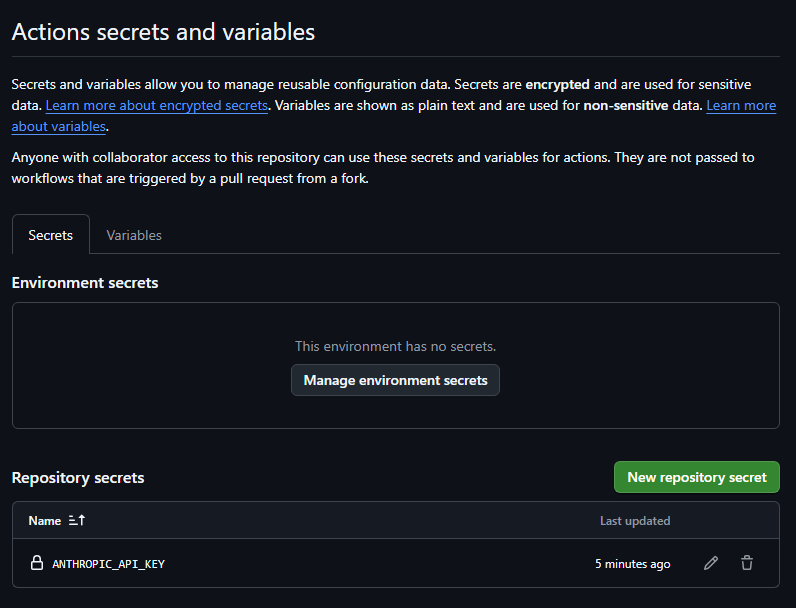 Actions secrets and variables
Secrets and variables allow you to manage reusable configuration data. Secrets are encrypted and are used for sensitive
data. Learn more about encrypted secrets. Variables are shown as plain text and are used for non-sensitive data. Learn more
about variables.
Anyone with collaborator access to this repository can use these secrets and variables for actions. They are not passed to
workflows that are triggered by a pull request from a fork.
Secrets Variables
Environment secrets
This environment has no secrets.
Manage environment secrets
Repository secrets New repository secret
Name Last updated
ANTHROPIC_API_KEY 5 minutes ago